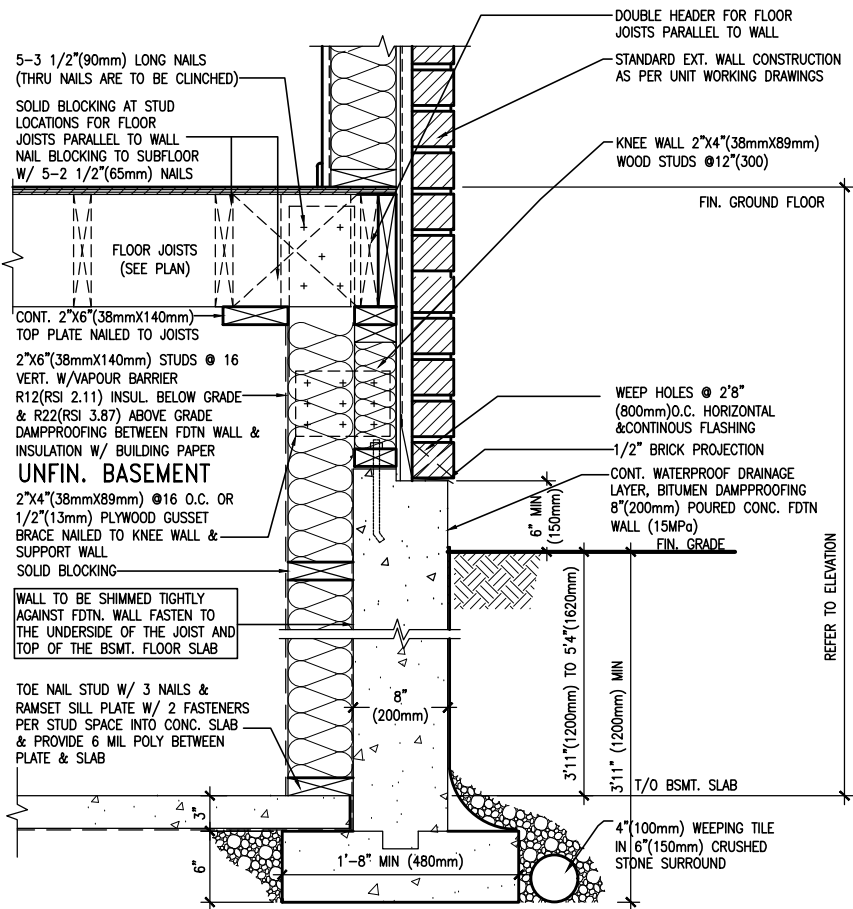 5-3 1/2"(90mm) LONG NAILS
(THRU NAILS ARE TO BE CLINCHED)
SOLID BLOCKING AT STUD
LOCATIONS FOR FLOOR
JOISTS PARALLEL TO WALL
NAIL BLOCKING TO SUBFLOOR
W/ 5-2 1/2"(65mm) NAILS
FLOOR JOISTS
(SEE PLAN)
CONT. 2"X6"(38mmX140mm)
TOP PLATE NAILED TO JOISTS
2"X6"(38mmX140mm) STUDS @ 16
VERT. W/VAPOUR BARRIER
R12(RSI 2.11) INSUL. BELOW GRADE
& R22(RSI 3.87) ABOVE GRADE
DAMPPROOFING BETWEEN FDTN WALL &
INSULATION W/ BUILDING PAPER
UNFIN. BASEMENT
2"X4"(38mmX89mm) @16 O.C. OR
1/2"(13mm) PLYWOOD GUSSET
BRACE NAILED TO KNEE WALL &
SUPPORT WALL
SOLID BLOCKING
WALL TO BE SHIMMED TIGHTLY
AGAINST FDTN. WALL FASTEN TO
THE UNDERSIDE OF THE JOIST AND
TOP OF THE BSMT. FLOOR SLAB
TOE NAIL STUD W/ 3 NAILS &
RAMSET SILL PLATE W/ 2 FASTENERS
PER STUD SPACE INTO CONC. SLAB
& PROVIDE 6 MIL POLY BETWEEN
PLATE & SLAB
3"
6"
8"
(200mm)
1'-8" MIN (480mm)
DOUBLE HEADER FOR FLOOR
JOISTS PARALLEL TO WALL
STANDARD EXT. WALL CONSTRUCTION
AS PER UNIT WORKING DRAWINGS
KNEE WALL 2"X4"(38mmX89mm)
WOOD STUDS @12"(300)
FIN. GROUND FLOOR
WEEP HOLES @ 2'8"
(800mm)O.C. HORIZONTAL
&CONTINOUS FLASHING
1/2" BRICK PROJECTION
CONT. WATERPROOF DRAINAGE
LAYER, BITUMEN DAMPPROOFING
8"(200mm) POURED CONC. FDTN
WALL (15MPa)
FIN. GRADE
6" MIN
(150mm)
3'11"(1200mm) TO 5'4"(1620mm)
3'11" (1200mm) MIN
REFER TO ELEVATION
T/O BSMT. SLAB
4"(100mm) WEEPING TILE
IN 6"(150mm) CRUSHED
STONE SURROUND